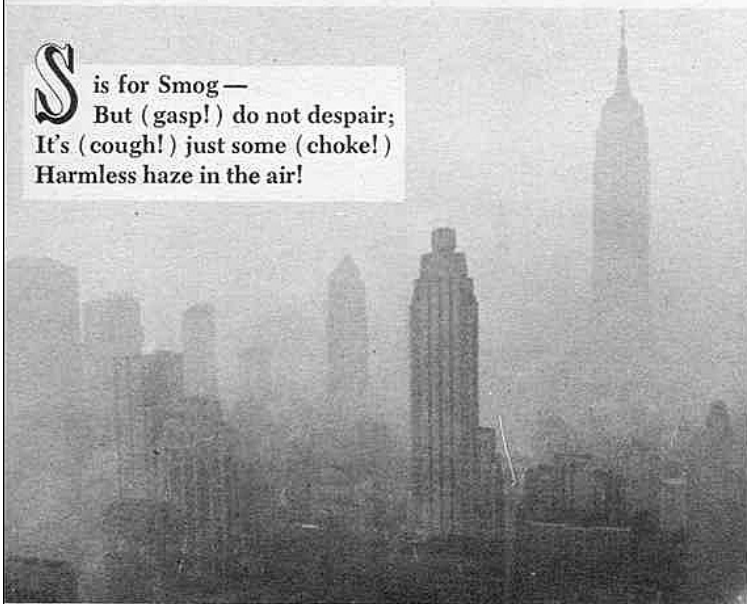 S is for Smog—
But (gasp!) do not despair;
It's (cough!) just some (choke!)
Harmless haze in the air!